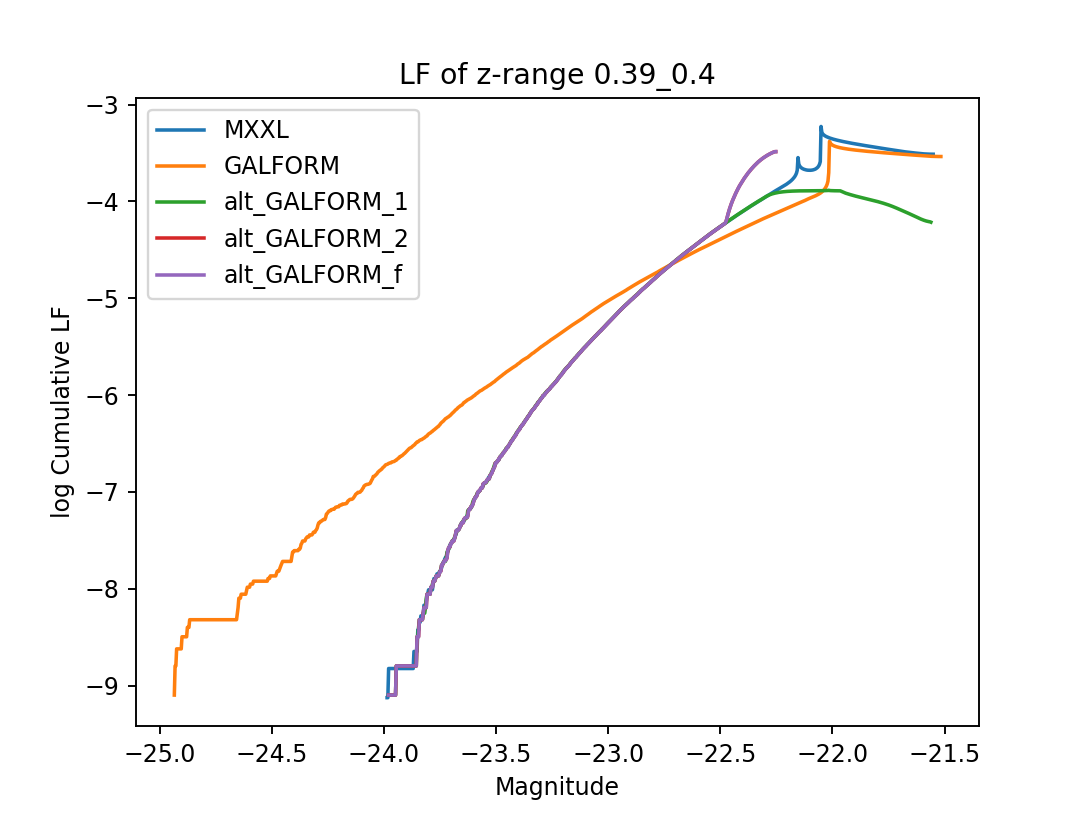 LF of z-range 0.39_0.4
MXXL
GALFORM
alt_GALFORM_1
alt_GALFORM_2
alt_GALFORM_f
log Cumulative LF
−3
−4
−5
−6
−7
−8
−9
−25.0 −24.5 −24.0 −23.5 −23.0 −22.5 −22.0 −21.5
Magnitude